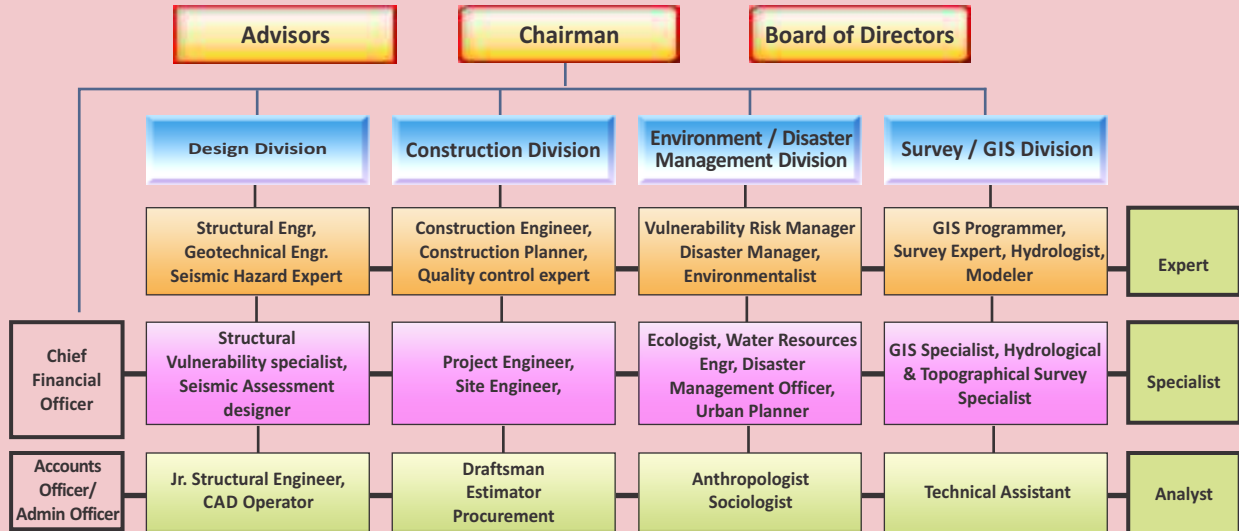 Advisors
Chairman
Board of Directors
Design Division
Construction Division
Environment / Disaster
Management Division
Survey / GIS Division
Structural Engr,
Geotechnical Engr.
Seismic Hazard Expert
Construction Engineer,
Construction Planner,
Quality control expert
Vulnerability Risk Manager
Disaster Manager,
Environmentalist
GIS Programmer,
Survey Expert, Hydrologist,
Modeler
Expert
Chief
Financial
Officer
Structural
Vulnerability specialist,
Seismic Assessment
designer
Project Engineer,
Site Engineer,
Ecologist, Water Resources
Engr, Disaster
Management Officer,
Urban Planner
GIS Specialist, Hydrological
& Topographical Survey
Specialist
Specialist
Accounts
Officer/
Admin Officer
Jr. Structural Engineer,
CAD Operator
Draftsman
Estimator
Procurement
Anthropologist
Sociologist
Technical Assistant
Analyst